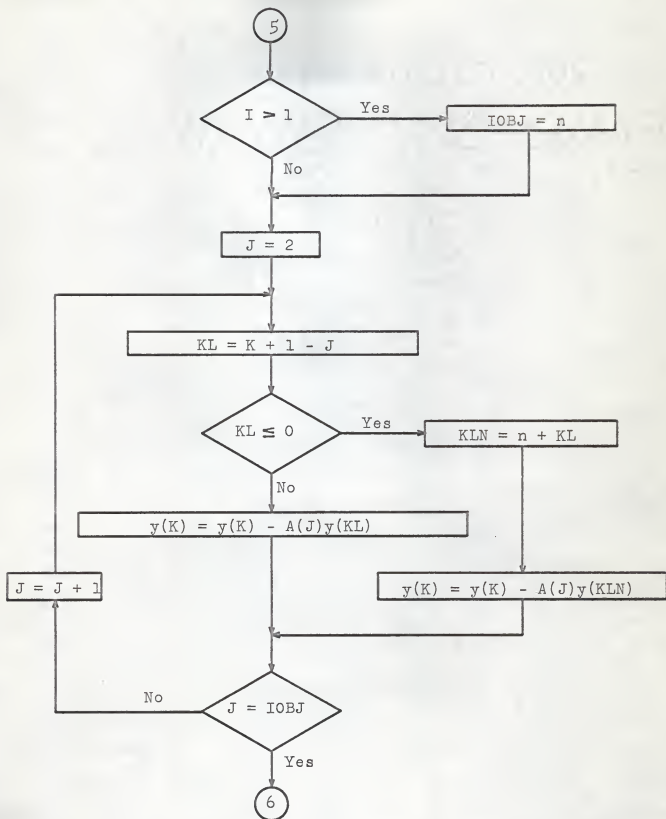 5
I > 1
Yes
IOBJ = n
No
J = 2
KL = K + 1 - J
KL ≤ 0
Yes
KLN = n + KL
No
y(K) = y(K) - A(J)y(KL)
J = J + 1
y(K) = y(K) - A(J)y(KLN)
No
J = IOBJ
Yes
6